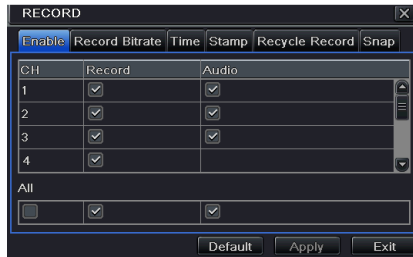 RECORD
Enable Record Bitrate Time Stamp Recycle Record Snap
CH Record Audio
1
2
3
4
All
Default Apply Exit